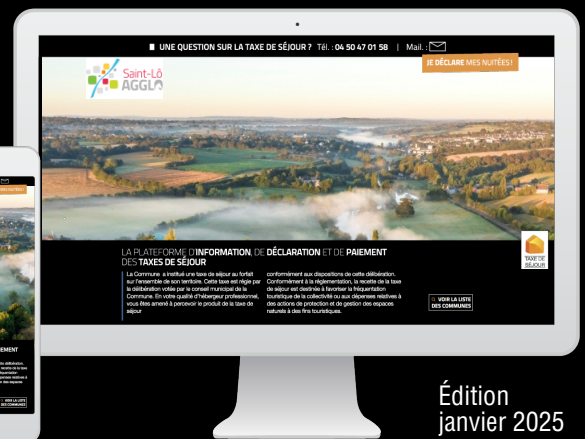 UNE QUESTION SUR LA TAXE DE SÉJOUR ? Tél. : 04 50 47 01 58 | Mail. :
JE DÉCLARE MES NUITÉES !
Saint-Lô
AGGLO
LA PLATEFORME D'INFORMATION, DE DÉCLARATION ET DE PAIEMENT
DES TAXES DE SÉJOUR
La Commune a institué une taxe de séjour au forfait
sur l'ensemble de son territoire. Cette taxe est régie par
la délibération votée par le conseil municipal de la
Commune. En votre qualité d'hébergeur professionnel,
vous êtes amené à percevoir le produit de la taxe de
séjour
conformément aux dispositions de cette délibération.
Conformément à la réglementation, la recette de la taxe
de séjour est destinée à favoriser la fréquentation
touristique de la collectivité ou aux dépenses relatives à
des actions de protection et de gestion des espaces
naturels à des fins touristiques.
TAXE DE
SÉJOUR
VOIR LA LISTE
DES COMMUNES
IEMENT
VOIR LA LISTE
DES COMMUNES
Édition
janvier 2025